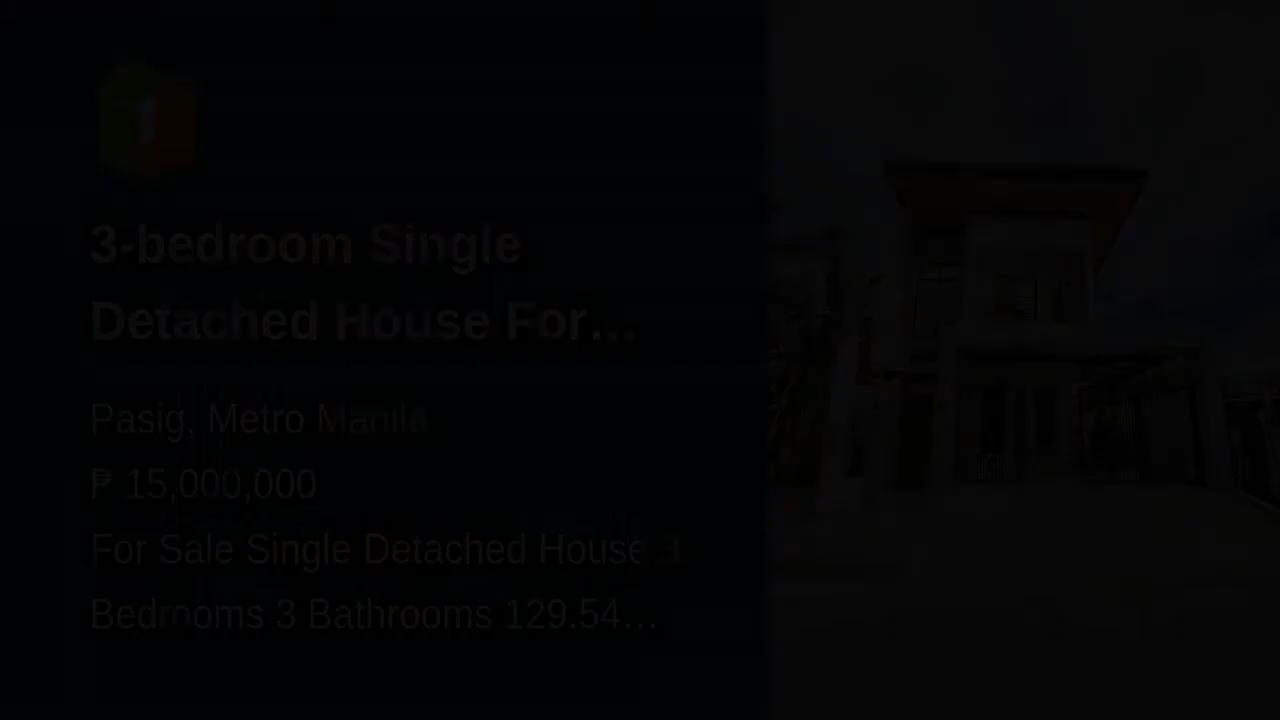 3-bedroom Single
Detached House For...
Pasig, Metro Manila
₱ 15,000,000
For Sale Single Detached House 3
Bedrooms 3 Bathrooms 129.54...